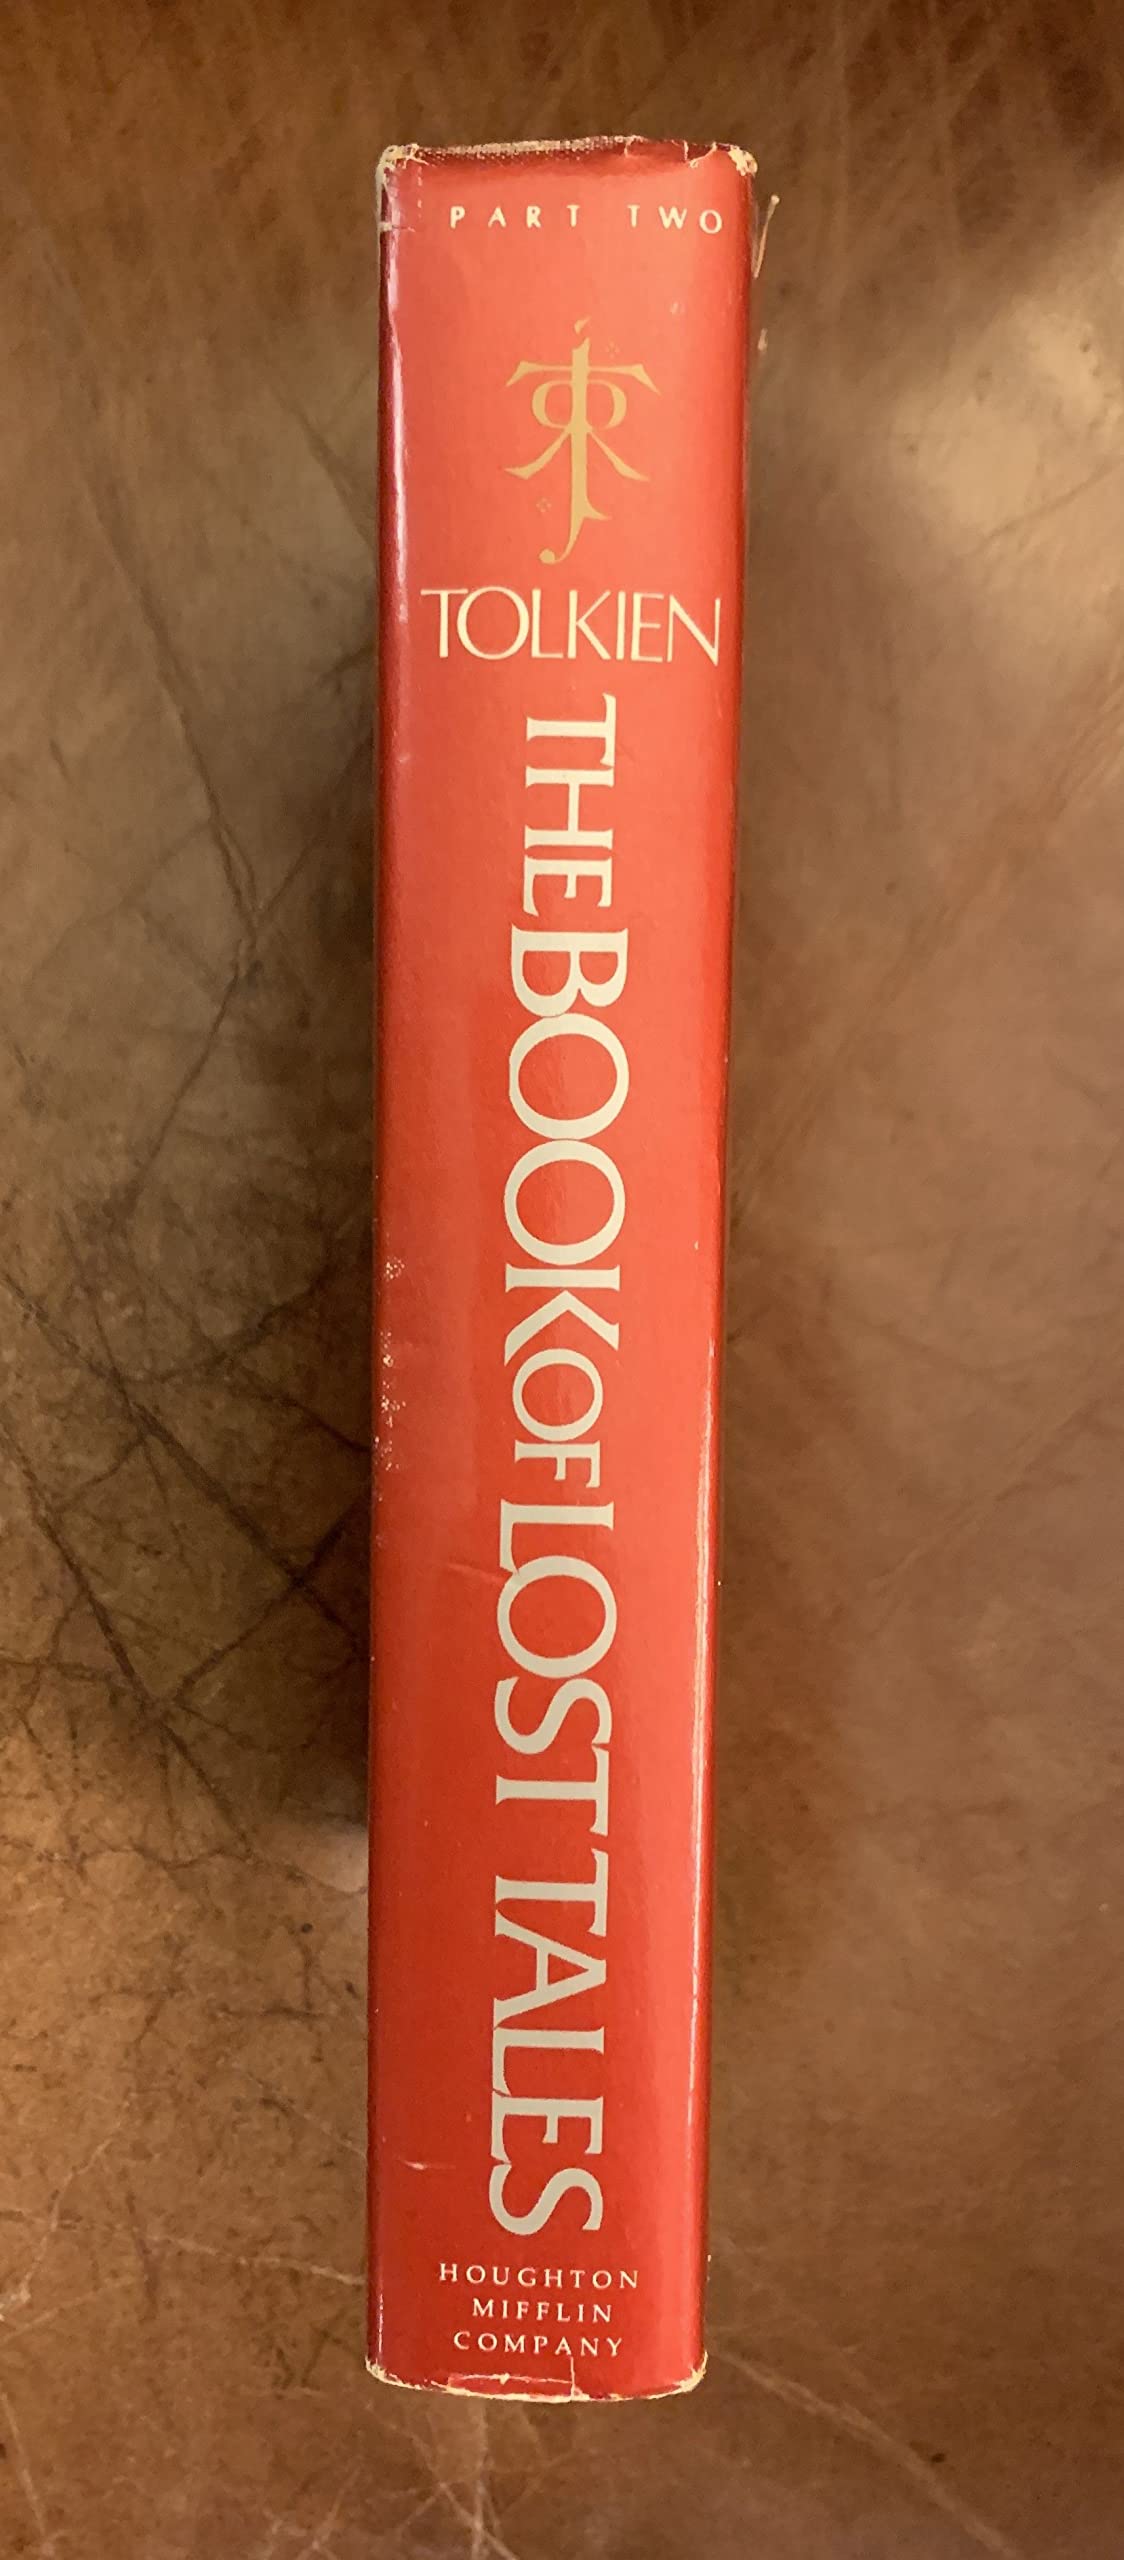 PART TWO
TOLKIEN
THE BOOK OF LOST TALES
HOUGHTON
MIFFLIN
COMPANY